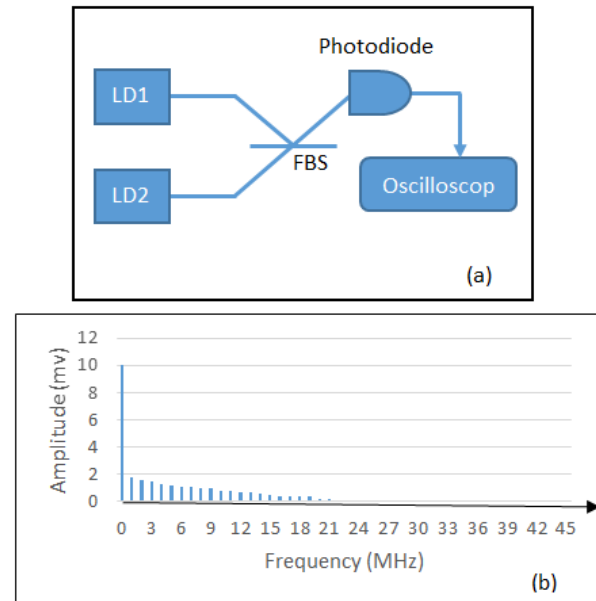 Photodiode
LD1
FBS
LD2
Oscilloscop
(a)
12
10
8
6
4
2
0
Amplitude (mv)
0 3 6 9 12 15 18 21 24 27 30 33 36 39 42 45
Frequency (MHz)
(b)